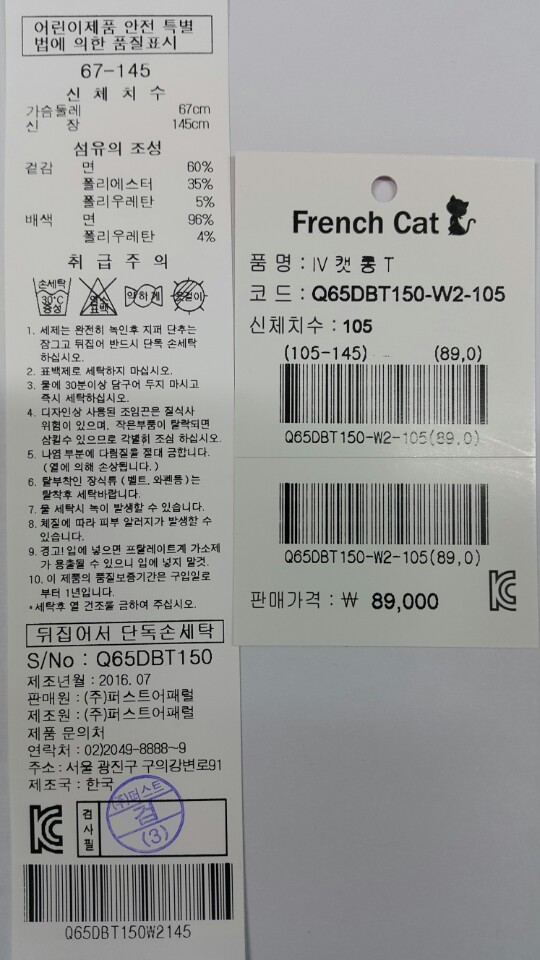 어린이제품 안전 특별
법에 의한 품질표시
67-145
신 체 치 수
가슴둘레 67cm
신 장 145cm
섬유의 조성
겉감 면 60%
폴리에스터 35%
폴리우레탄 5%
배색 면 96%
폴리우레탄 4%
취 급 주 의
손세탁 30°C 중성
염소 표백
약하게
옷걸이
1. 세제는 완전히 녹인후 지퍼 단추는
잠그고 뒤집어 반드시 단독 손세탁
하십시오.
2. 표백제로 세탁하지 마십시오.
3. 물에 30분이상 담구어 두지 마시고
즉시 세탁하십시오.
4. 디자인상 사용된 조임끈은 질식사
위험이 있으며, 작은부품이 탈락되면
삼킬수 있으므로 각별히 조심 하십시오.
5. 나염 부분에 다림질을 절대 금합니다.
(열에 의해 손상됩니다.)
6. 탈부착인 장식류 (벨트, 와펜등)는
탈착후 세탁바랍니다.
7. 물 세탁시 녹이 발생할 수 있습니다.
8. 체질에 따라 피부 알러지가 발생할 수
있습니다.
9. 경고! 입에 넣으면 프탈레이트계 가소제
가 용출될 수 있으니 입에 넣지 말것.
10. 이 제품의 품질보증기간은 구입일로
부터 1년입니다.
*세탁후 열 건조를 금하여 주십시오.
뒤집어서 단독손세탁
S/No : Q65DBT150
제조년월 : 2016. 07
판매원 : (주)퍼스트어패럴
제조원 : (주)퍼스트어패럴
제품 문의처
연락처 : 02)2049-8888~9
주소 : 서울 광진구 구의강변로91
제조국 : 한국
KC
검사필
(주)퍼스트
검
(3)
Q65DBT150W2145
French Cat
품 명 : IV 캣 롱 T
코 드 : Q65DBT150-W2-105
신체치수 : 105
(105-145) (89,0)
Q65DBT150-W2-105(89,0)
Q65DBT150-W2-105(89,0)
판매가격 : ₩ 89,000
KC